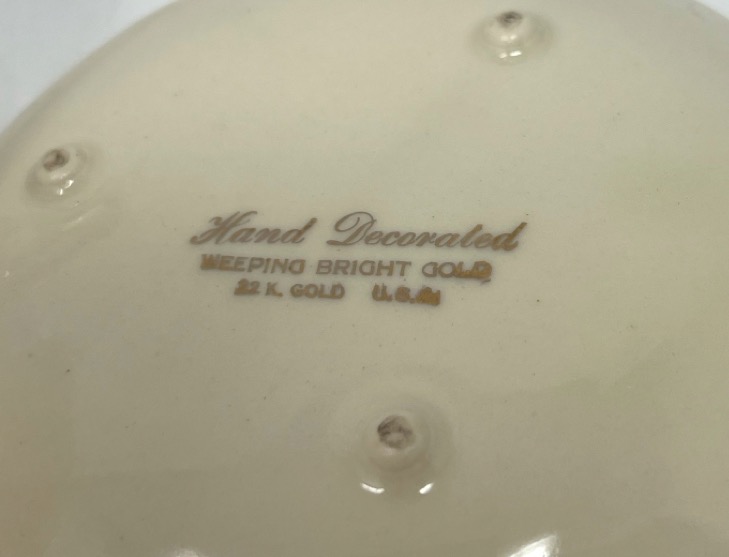 Hand Decorated
WEEPING BRIGHT GOLD
22 K. GOLD U.S.A.